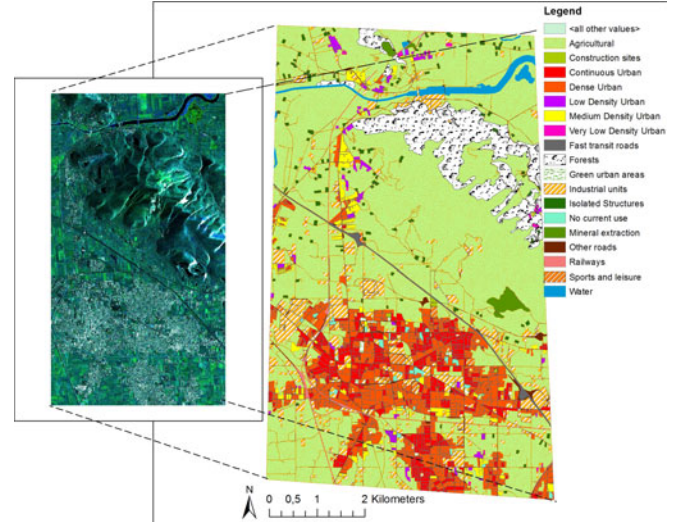 Legend
<all other values>
Agricultural
Construction sites
Continuous Urban
Dense Urban
Low Density Urban
Medium Density Urban
Very Low Density Urban
Fast transit roads
Forests
Green urban areas
Industrial units
Isolated Structures
No current use
Mineral extraction
Other roads
Railways
Sports and leisure
Water
N
0 0,5 1 2 Kilometers